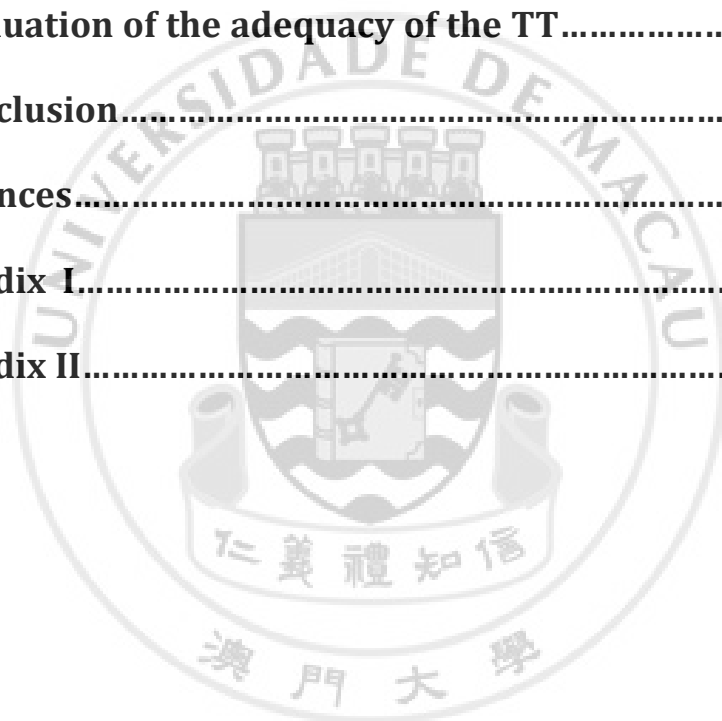 luation of the adequacy of the TT
clusion
nces
dix I
dix II
UNIVERSIDADE DE MACAU
仁義禮知信
澳門大學